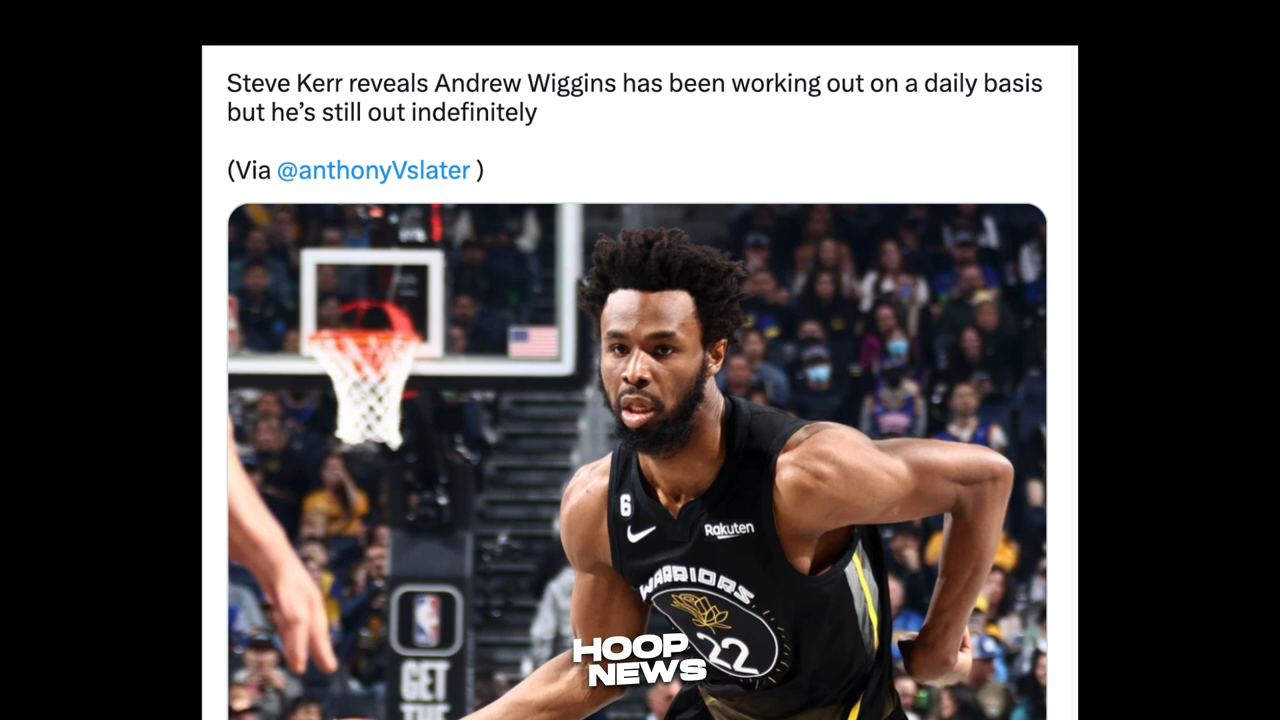 Steve Kerr reveals Andrew Wiggins has been working out on a daily basis
but he’s still out indefinitely
(Via @anthonyVslater )
6
Rakuten
WARRIORS
22
HOOP
NEWS
GET
THE